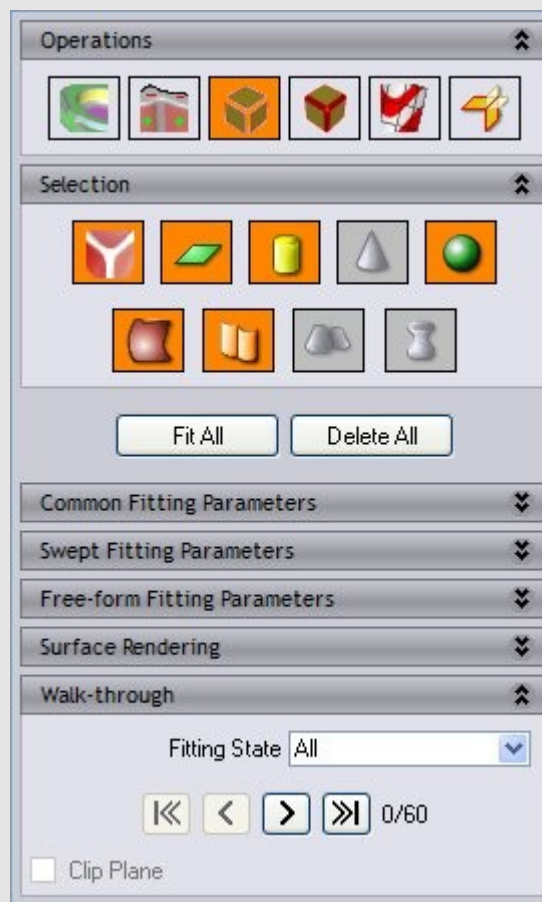 Operations
Selection
Fit All Delete All
Common Fitting Parameters
Swept Fitting Parameters
Free-form Fitting Parameters
Surface Rendering
Walk-through
Fitting State All
0/60
Clip Plane